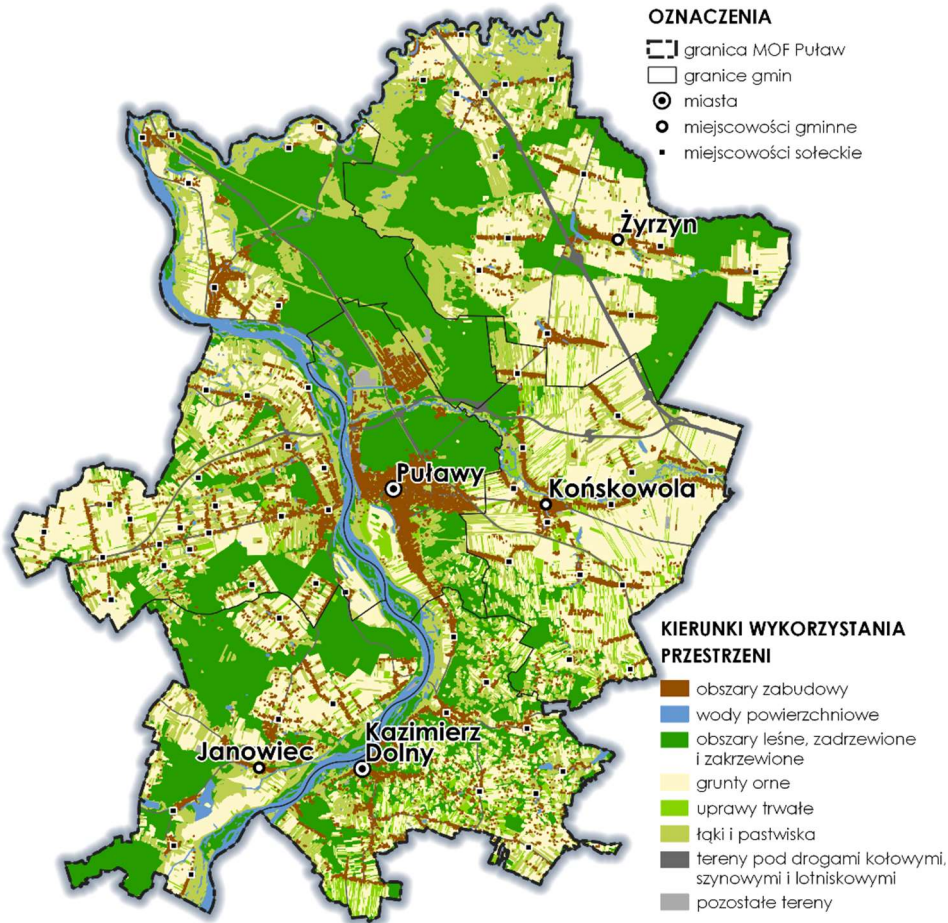 OZNACZENIA
granica MOF Puław
granice gmin
miasta
miejscowości gminne
miejscowości sołeckie
Żyrzyn
Puławy
Końskowola
Janowiec
Kazimierz
Dolny
KIERUNKI WYKORZYSTANIA
PRZESTRZENI
obszary zabudowy
wody powierzchniowe
obszary leśne, zadrzewione
i zakrzewione
grunty orne
uprawy trwałe
łąki i pastwiska
tereny pod drogami kołowymi,
szynowymi i lotniskowymi
pozostałe tereny